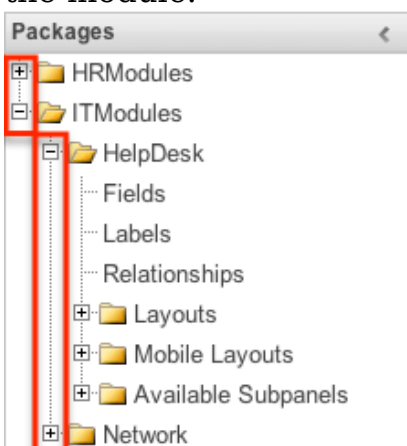 the module.
Packages
HRModules
ITModules
HelpDesk
Fields
Labels
Relationships
Layouts
Mobile Layouts
Available Subpanels
Network